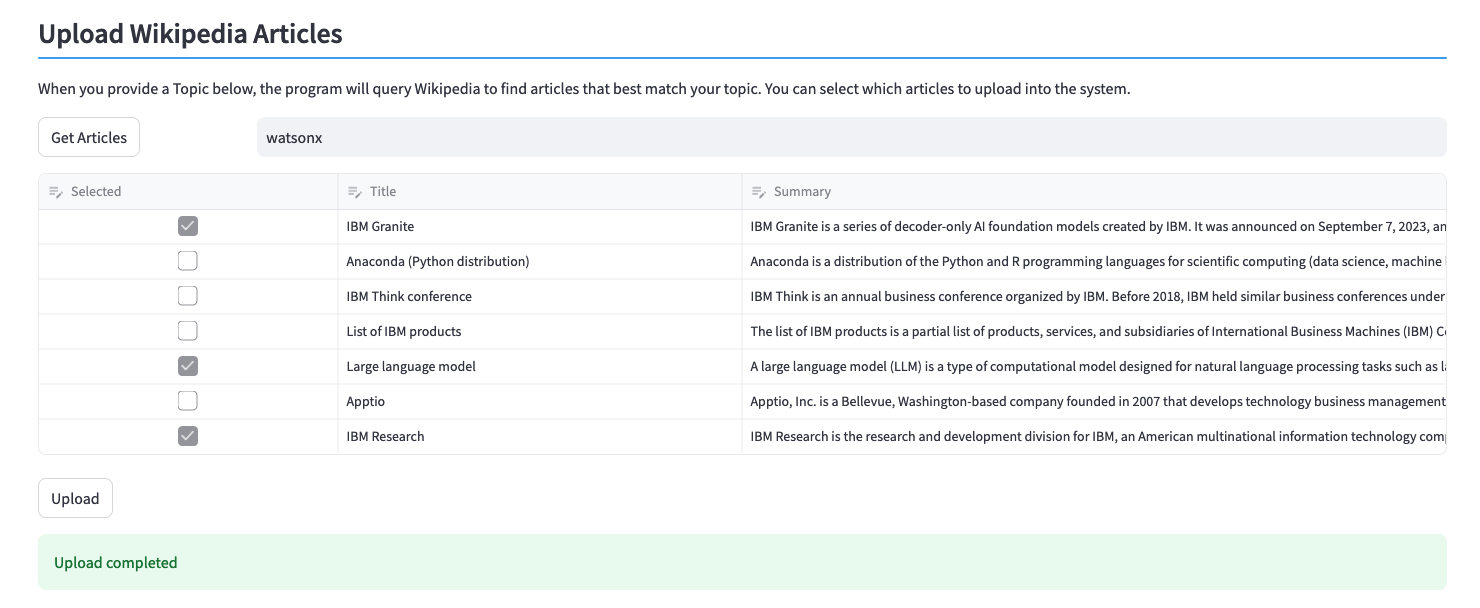 Upload Wikipedia Articles
When you provide a Topic below, the program will query Wikipedia to find articles that best match your topic. You can select which articles to upload into the system.
Get Articles watsonx
Selected Title Summary
IBM Granite IBM Granite is a series of decoder-only AI foundation models created by IBM. It was announced on September 7, 2023,
Anaconda (Python distribution) Anaconda is a distribution of the Python and R programming languages for scientific computing (data science, machine
IBM Think conference IBM Think is an annual business conference organized by IBM. Before 2018, IBM held similar business conferences under
List of IBM products The list of IBM products is a partial list of products, services, and subsidiaries of International Business Machines (IBM)
Large language model A large language model (LLM) is a type of computational model designed for natural language processing tasks such as
Apptio Apptio, Inc. is a Bellevue, Washington-based company founded in 2007 that develops technology business management
IBM Research IBM Research is the research and development division for IBM, an American multinational information technology
Upload
Upload completed